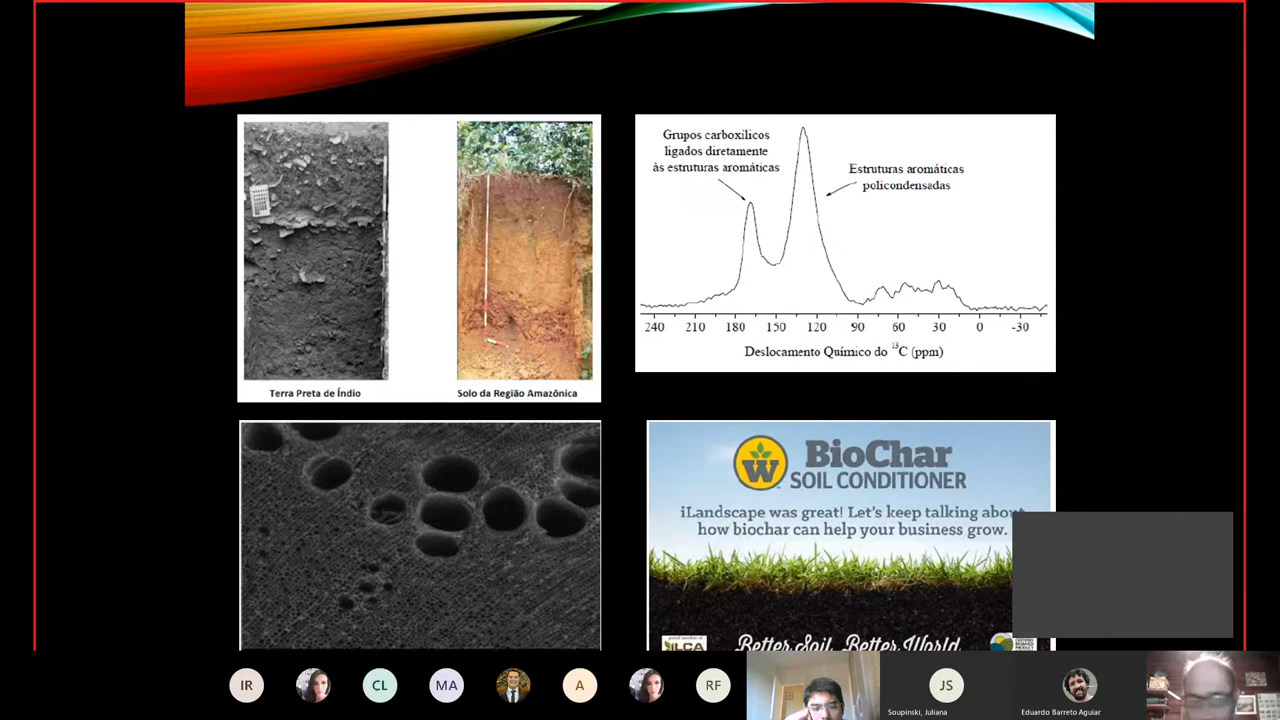 Grupos carboxílicos
ligados diretamente
às estruturas aromáticas
Estruturas aromáticas
policondensadas
240 210 180 150 120 90 60 30 0 -30
Deslocamento Químico do 13C (ppm)
Terra Preta de Índio
Solo da Região Amazônica
W
BioChar
SOIL CONDITIONER
iLandscape was great! Let's keep talking about
how biochar can help your business grow.
ILCA
Better Soil, Better World
IR
CL
MA
A
RF
JS
Soupinski, Juliana
Eduardo Barreto Aguiar